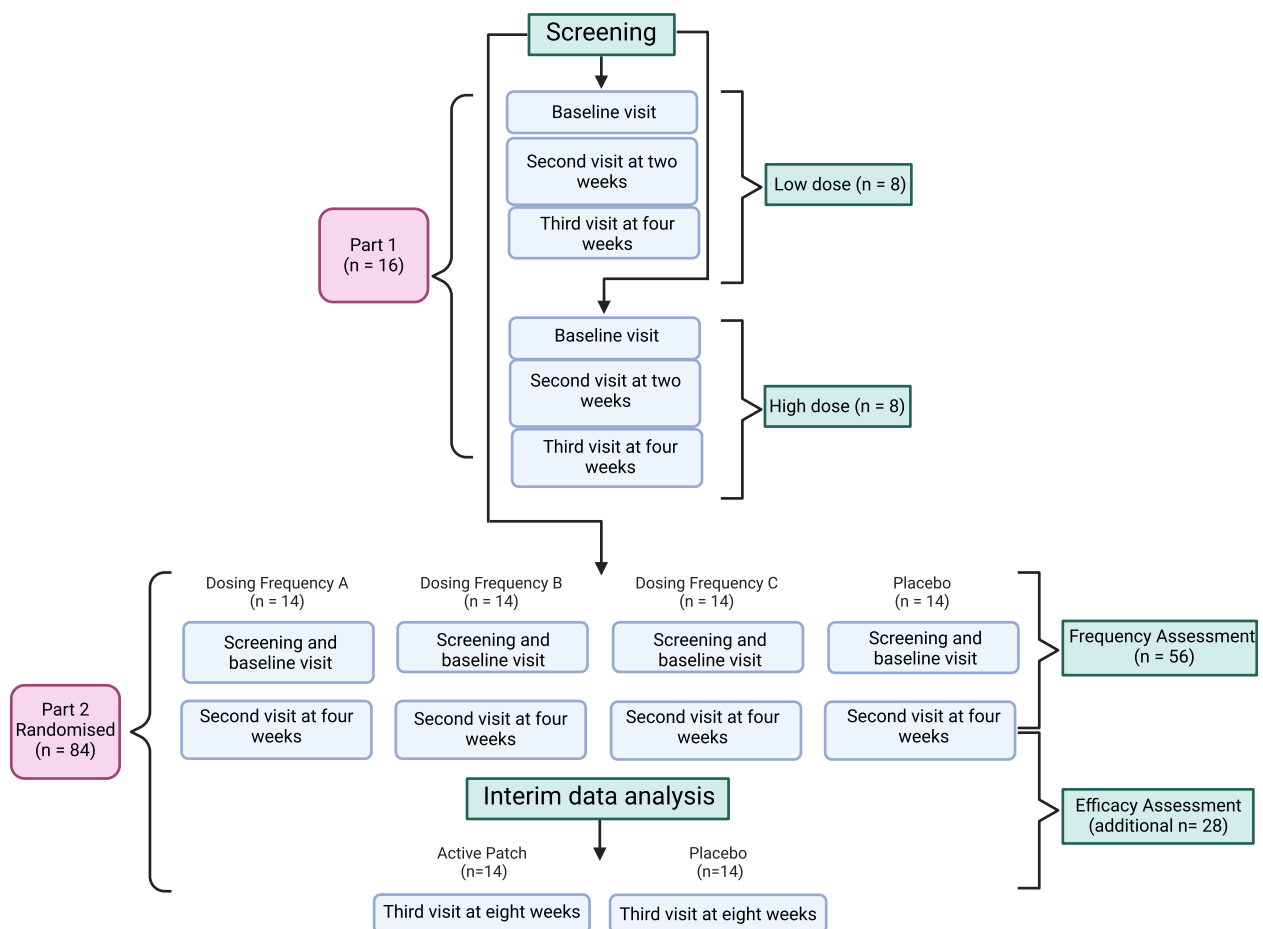 Screening
Baseline visit
Second visit at two
weeks
Third visit at four
weeks
Low dose (n = 8)
Part 1
(n = 16)
Baseline visit
Second visit at two
weeks
Third visit at four
weeks
High dose (n = 8)
Dosing Frequency A
(n = 14)
Dosing Frequency B
(n = 14)
Dosing Frequency C
(n = 14)
Placebo
(n = 14)
Screening and
baseline visit
Screening and
baseline visit
Screening and
baseline visit
Screening and
baseline visit
Frequency Assessment
(n = 56)
Part 2
Randomised
(n = 84)
Second visit at four
weeks
Second visit at four
weeks
Second visit at four
weeks
Second visit at four
weeks
Interim data analysis
Efficacy Assessment
(additional n= 28)
Active Patch
(n=14)
Placebo
(n=14)
Third visit at eight weeks
Third visit at eight weeks